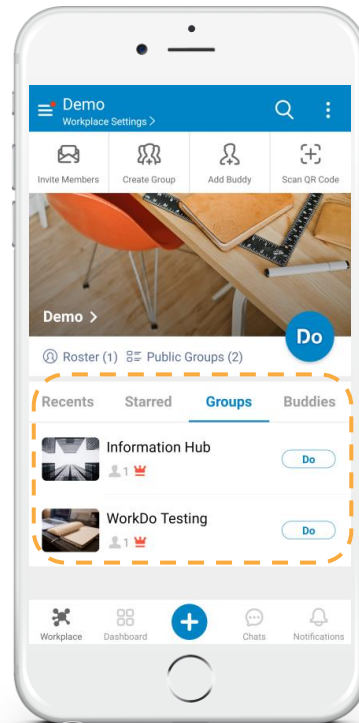 Demo
Workplace Settings >
Invite Members Create Group Add Buddy Scan QR Code
Demo >
Do
Roster (1) Public Groups (2)
Recents Starred Groups Buddies
Information Hub
1
Do
WorkDo Testing
1
Do
Workplace Dashboard Chats Notifications